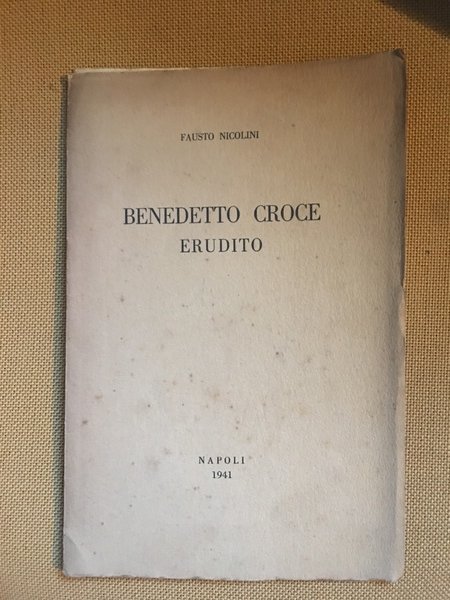 FAUSTO NICOLINI
BENEDETTO CROCE
ERUDITO
NAPOLI
1941